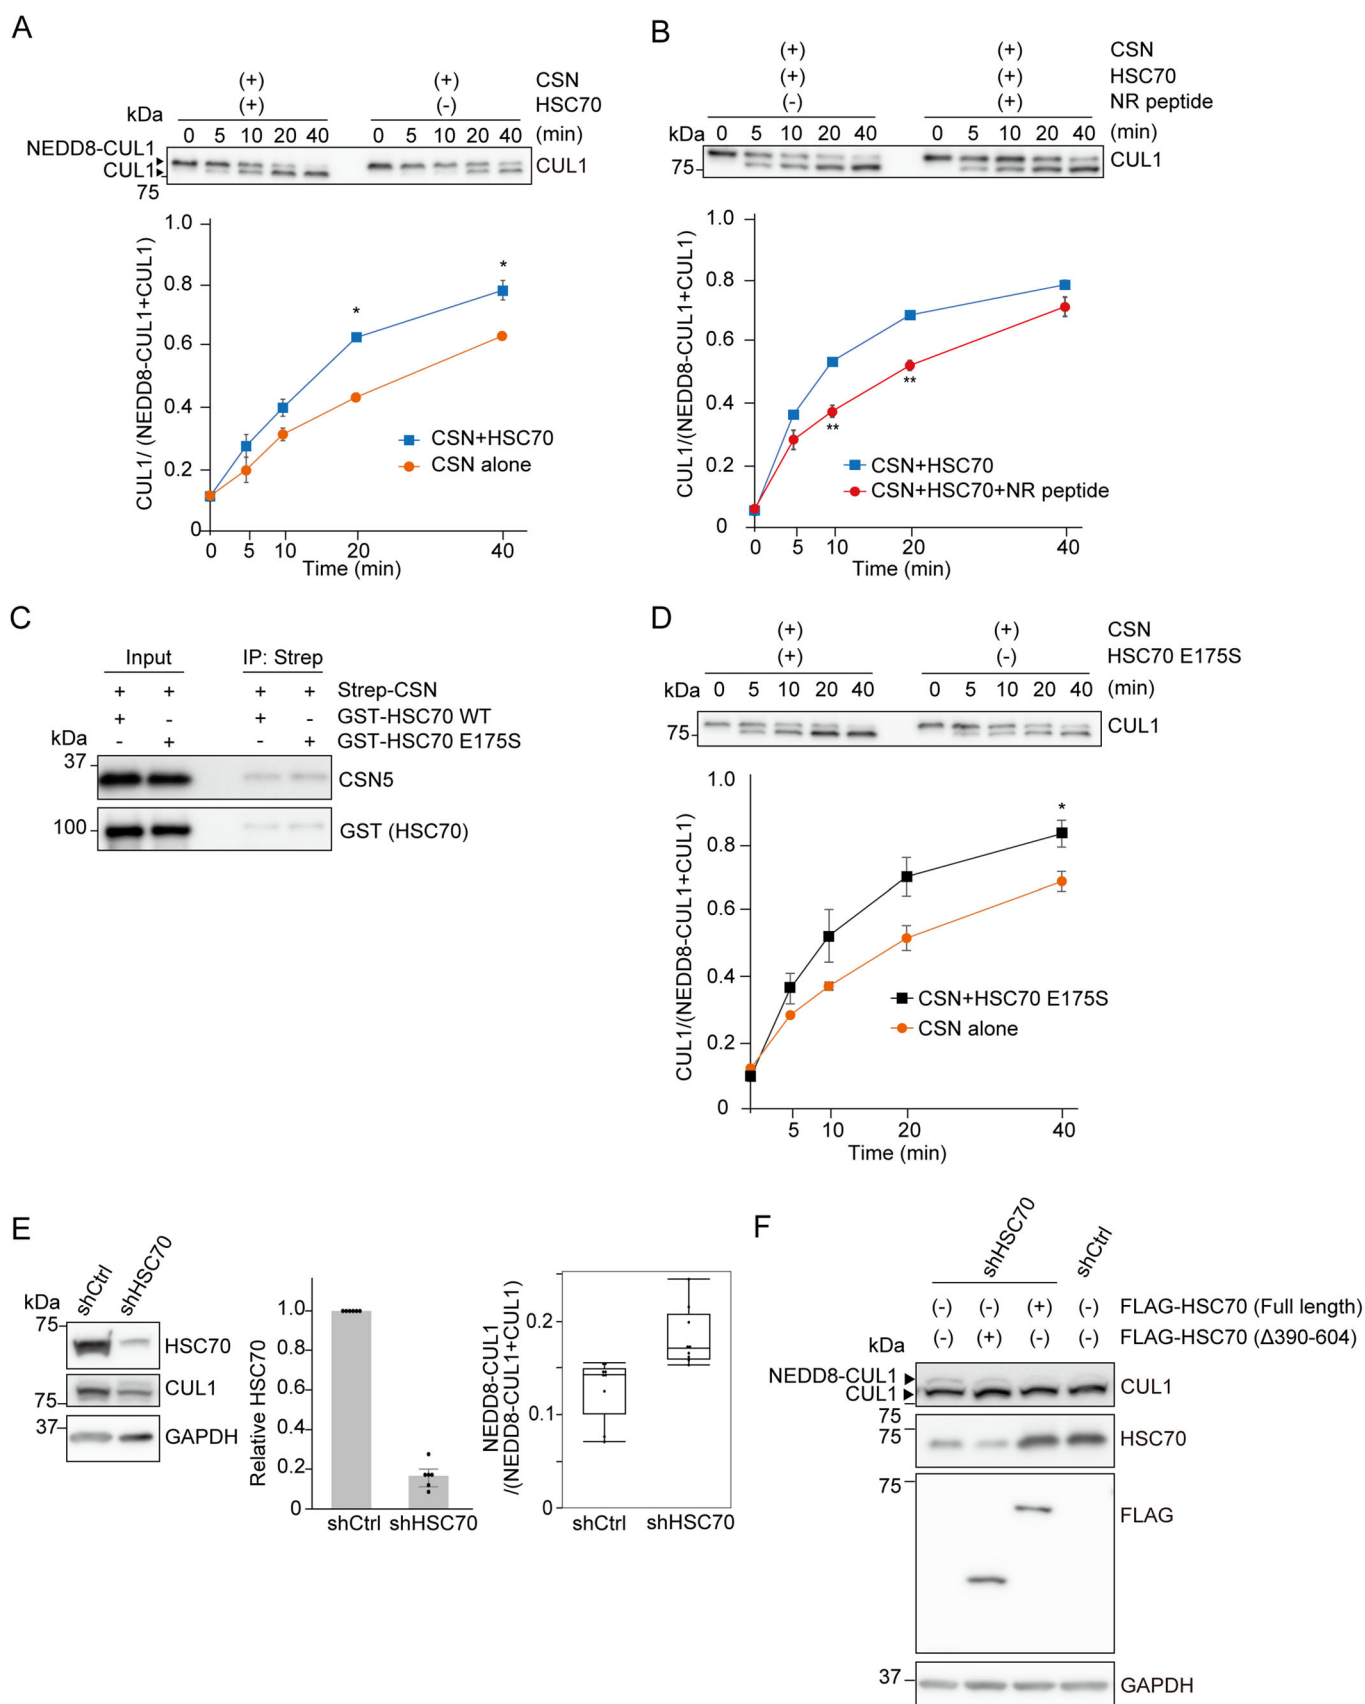 A
(+) (+) CSN
kDa (+) (-) HSC70
0 5 10 20 40 0 5 10 20 40 (min)
NEDD8-CUL1
CUL1 CUL1
75
CUL1/ (NEDD8-CUL1+CUL1)
1.0
0.8
0.6
0.4
0.2
0
* *
CSN+HSC70
CSN alone
0 5 10 20 40
Time (min)
B
(+) (+) CSN
(+) (+) HSC70
(-) (+) NR peptide
kDa 0 5 10 20 40 0 5 10 20 40 (min)
75 CUL1
CUL1/(NEDD8-CUL1+CUL1)
1.0
0.8
0.6
0.4
0.2
0
** **
CSN+HSC70
CSN+HSC70+NR peptide
0 5 10 20 40
Time (min)
C
Input IP: Strep
+ + + + Strep-CSN
+ - + - GST-HSC70 WT
kDa - + - + GST-HSC70 E175S
37 CSN5
100 GST (HSC70)
D
(+) (+) CSN
(+) (-) HSC70 E175S
kDa 0 5 10 20 40 0 5 10 20 40 (min)
75 CUL1
CUL1/(NEDD8-CUL1+CUL1)
1.0
0.8
0.6
0.4
0.2
0
*
CSN+HSC70 E175S
CSN alone
5 10 20 40
Time (min)
E
shCtrl shHSC70
kDa
75 HSC70
CUL1
75
37 GAPDH
Relative HSC70
1.0
0.8
0.6
0.4
0.2
0
shCtrl shHSC70
NEDD8-CUL1
/(NEDD8-CUL1+CUL1)
0.2
0.1
0
shCtrl shHSC70
F
shHSC70 shCtrl
(-) (-) (+) (-) FLAG-HSC70 (Full length)
(-) (+) (-) (-) FLAG-HSC70 (Δ390-604)
kDa
NEDD8-CUL1
CUL1 CUL1
75
75 HSC70
75
FLAG
37 GAPDH